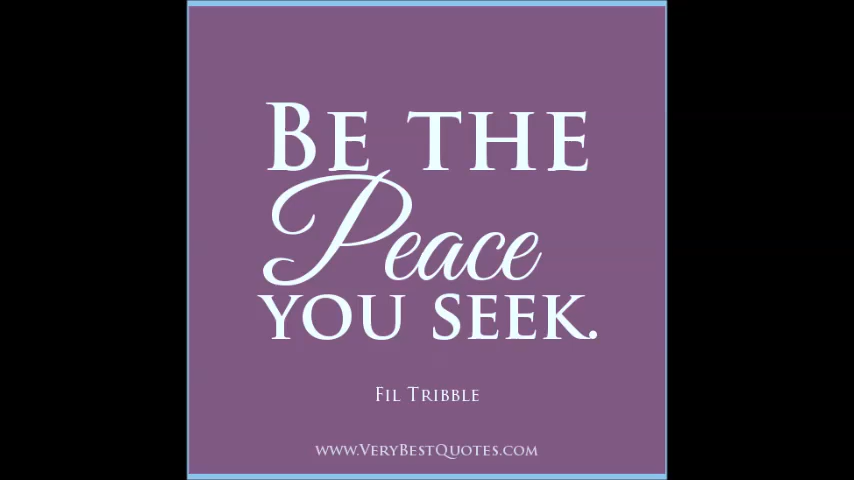 Be the
Peace
you seek.
Fil Tribble
www.VeryBestQuotes.com